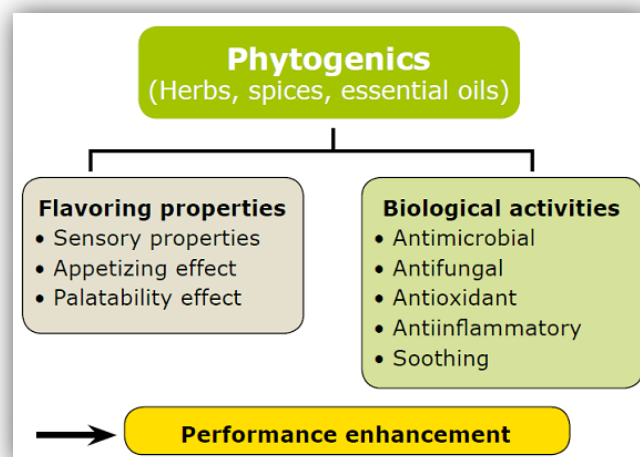 Phytogenics
(Herbs, spices, essential oils)
Flavoring properties
• Sensory properties
• Appetizing effect
• Palatability effect
Biological activities
• Antimicrobial
• Antifungal
• Antioxidant
• Antiinflammatory
• Soothing
Performance enhancement